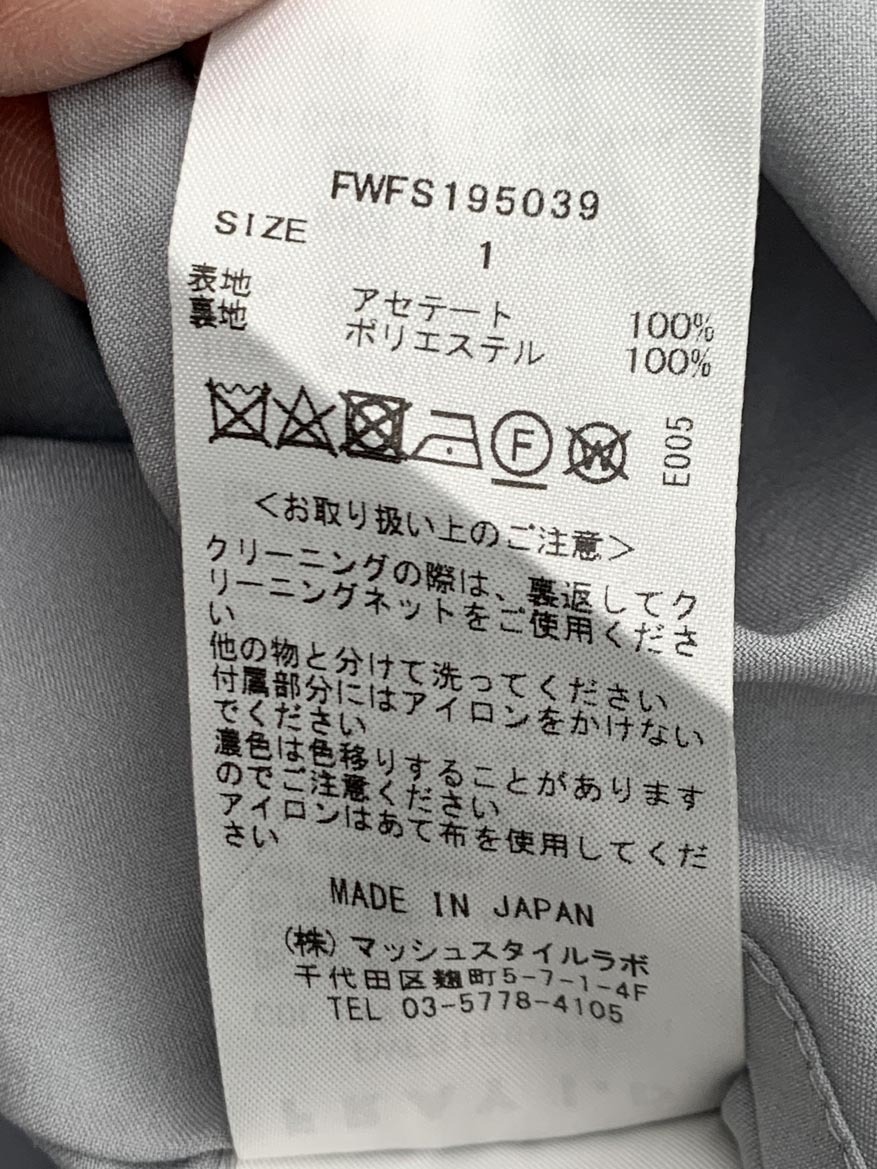 FWFS195039
SIZE 1
表地 アセテート 100%
裏地 ポリエステル 100%
F W E005
<お取り扱い上のご注意>
クリーニングの際は、裏返してク
リーニングネットをご使用くださ
い
他の物と分けて洗ってください
付属部分にはアイロンをかけない
でください
濃色は色移りすることがあります
のでご注意ください
アイロンはあて布を使用してくだ
さい
MADE IN JAPAN
(株)マッシュスタイルラボ
千代田区麹町5-7-1-4F
TEL 03-5778-4105